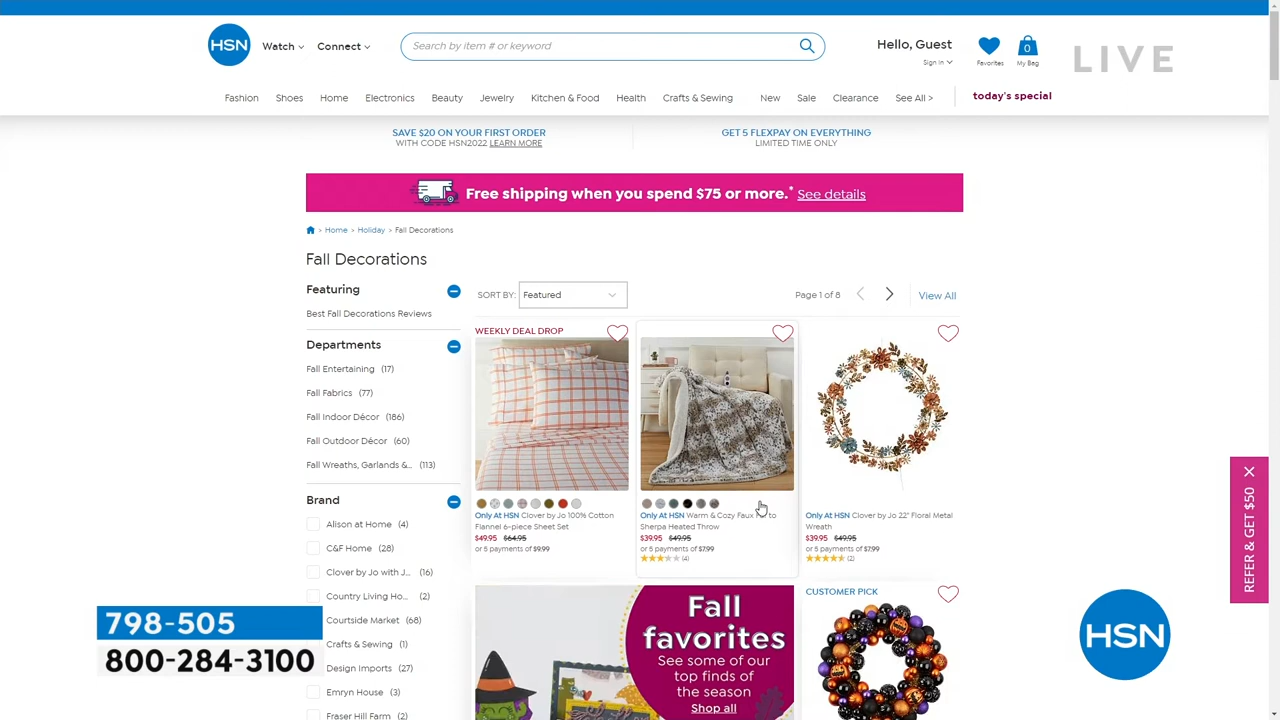 HSN
Watch
Connect
Search by item # or keyword
Hello, Guest
Sign In
Favorites
0
My Bag
LIVE
Fashion
Shoes
Home
Electronics
Beauty
Jewelry
Kitchen & Food
Health
Crafts & Sewing
New
Sale
Clearance
See All >
today's special
SAVE $20 ON YOUR FIRST ORDER
WITH CODE HSN2022 LEARN MORE
GET 5 FLEXPAY ON EVERYTHING
LIMITED TIME ONLY
Free shipping when you spend $75 or more.* See details
> Home > Holiday > Fall Decorations
Fall Decorations
Featuring
Best Fall Decorations Reviews
Departments
Fall Entertaining (17)
Fall Fabrics (77)
Fall Indoor Décor (186)
Fall Outdoor Décor (60)
Fall Wreaths, Garlands &... (113)
Brand
Alison at Home (4)
C&F Home (28)
Clover by Jo with J... (16)
Country Living Ho... (2)
Courtside Market (68)
Crafts & Sewing (1)
Design Imports (27)
Emryn House (3)
Fraser Hill Farm (2)
SORT BY: Featured
Page 1 of 8
View All
WEEKLY DEAL DROP
Only At HSN Clover by Jo 100% Cotton
Flannel 6-piece Sheet Set
$49.95 $64.95
or 5 payments of $9.99
Only At HSN Warm & Cozy Faux to
Sherpa Heated Throw
$39.95 $49.95
or 5 payments of $7.99
(4)
Only At HSN Clover by Jo 22" Floral Metal
Wreath
$39.95 $49.95
or 5 payments of $7.99
(2)
Fall
favorites
See some of our
top finds of
the season
Shop all
CUSTOMER PICK
REFER & GET $50
798-505
800-284-3100
HSN